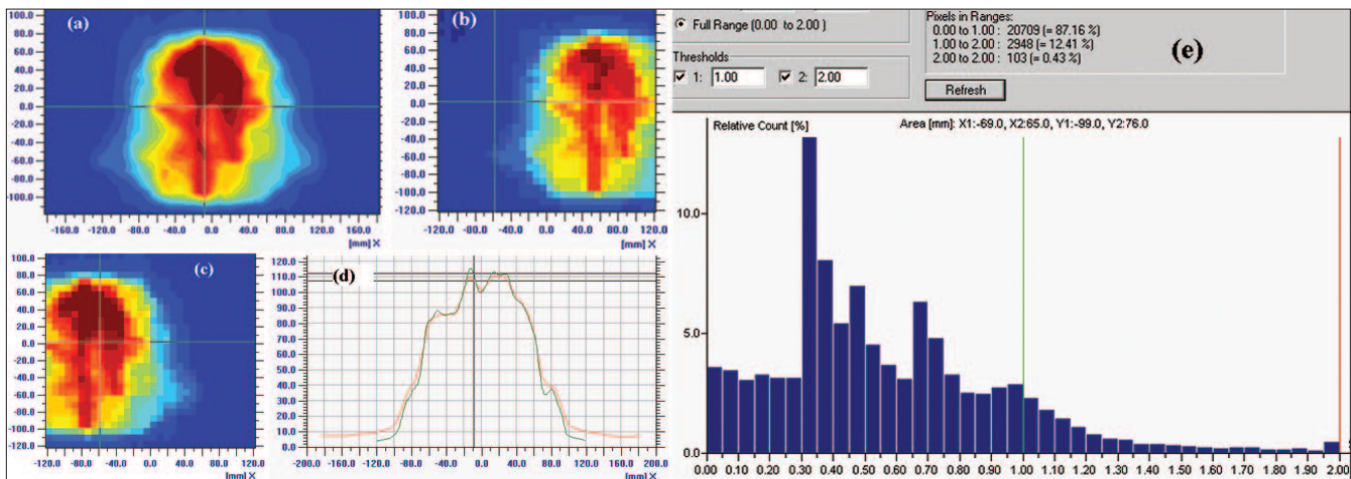 (a)
100.0
80.0
60.0
40.0
20.0
0.0
-20.0
-40.0
-60.0
-80.0
-100.0
-160.0 -120.0 -80.0 -40.0 0.0 40.0 80.0 120.0 160.0
[mm] X
(b)
100.0
80.0
60.0
40.0
20.0
0.0
-20.0
-40.0
-60.0
-80.0
-100.0
-120.0
-120.0 -80.0 -40.0 0.0 40.0 80.0 120.0
[mm] X
(c)
100.0
80.0
60.0
40.0
20.0
0.0
-20.0
-40.0
-60.0
-80.0
-100.0
-120.0
-120.0 -80.0 -40.0 0.0 40.0 80.0 120.0
[mm] X
(d)
120.0
110.0
100.0
90.0
80.0
70.0
60.0
50.0
40.0
30.0
20.0
10.0
0.0
-200.0 -160.0 -120.0 -80.0 -40.0 0.0 40.0 80.0 120.0 160.0 200.0
[mm] X
Full Range (0.00 to 2.00 )
Thresholds
1: 1.00 2: 2.00
Pixels in Ranges:
0.00 to 1.00 : 20709 (= 87.16 %)
1.00 to 2.00 : 2948 (= 12.41 %)
2.00 to 2.00 : 103 (= 0.43 %)
(e)
Refresh
Relative Count [%] Area [mm]: X1:-69.0, X2:65.0, Y1:-99.0, Y2:76.0
10.0
5.0
0.0
0.00 0.10 0.20 0.30 0.40 0.50 0.60 0.70 0.80 0.90 1.00 1.10 1.20 1.30 1.40 1.50 1.60 1.70 1.80 1.90 2.00